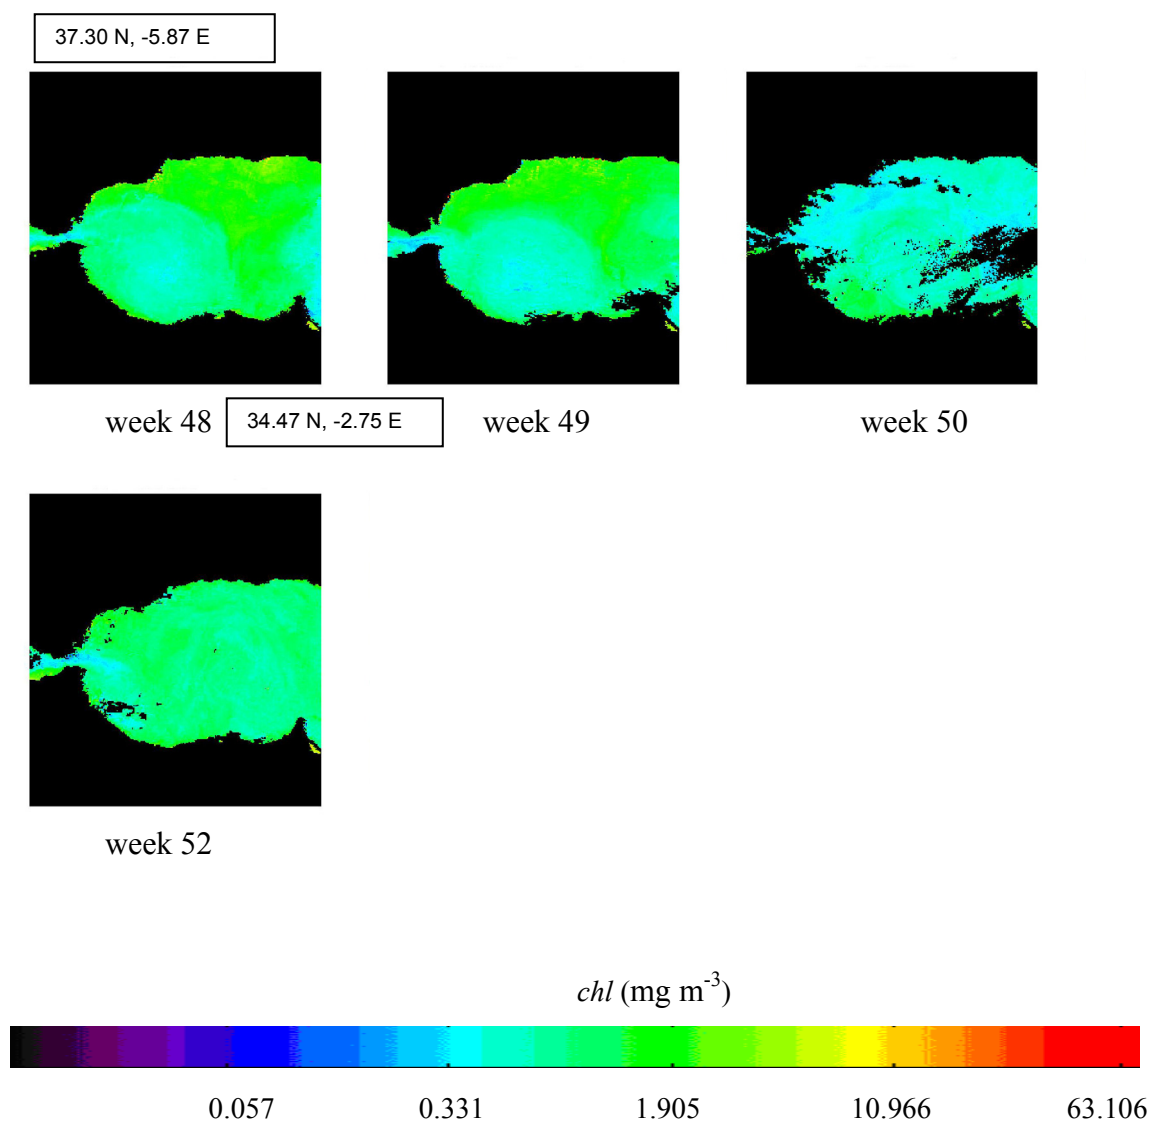 37.30 N, -5.87 E
week 48
34.47 N, -2.75 E
week 49
week 50
week 52
chl (mg m-3)
0.057 0.331 1.905 10.966 63.106